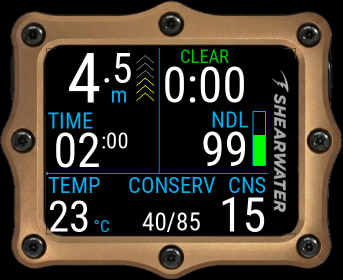 4.5 m
CLEAR
0:00
TIME
02:00
NDL
99
TEMP CONSERV CNS
23 °C 40/85 15
SHEARWATER